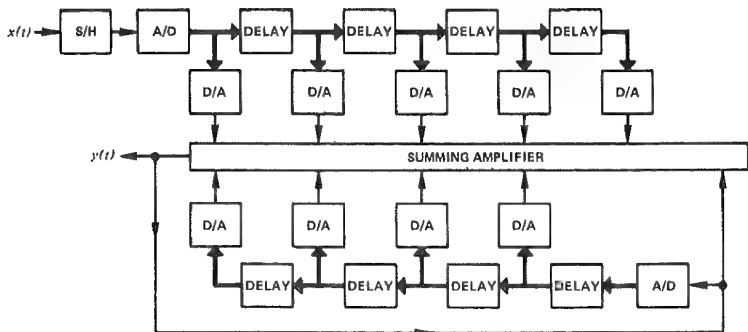 x(t) S/H A/D DELAY DELAY DELAY DELAY
D/A D/A D/A D/A D/A
y(t) SUMMING AMPLIFIER
D/A D/A D/A D/A
DELAY DELAY DELAY DELAY A/D